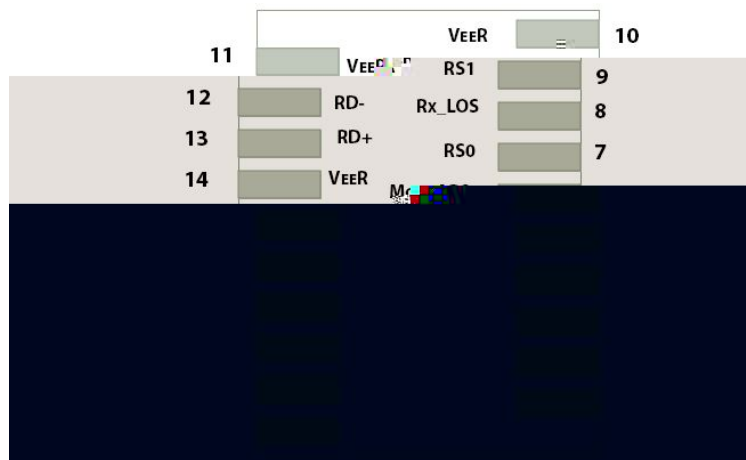 VEER 10
11
RS1 9
12 RD- Rx_LOS 8
13 RD+ RS0 7
14 VEER